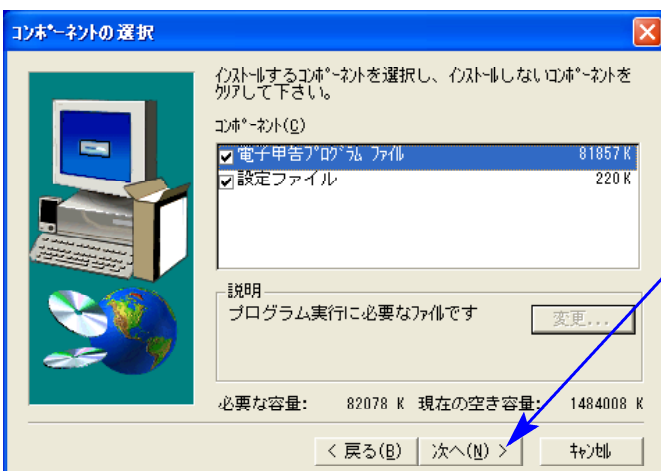 コンポーネントの選択
ｲﾝｽﾄｰﾙするｺﾝﾎﾟｰﾈﾝﾄを選択し、ｲﾝｽﾄｰﾙしないｺﾝﾎﾟｰﾈﾝﾄを
ｸﾘｱして下さい。
ｺﾝﾎﾟｰﾈﾝﾄ(C)
電子申告ﾌﾟﾛｸﾞﾗﾑ ﾌｧｲﾙ 81857 K
設定ファイル 220 K
説明
プログラム実行に必要なﾌｧｲﾙです
変更...
必要な容量: 82078 K 現在の空き容量: 1484008 K
< 戻る(B) 次へ(N) > ｷｬﾝｾﾙ